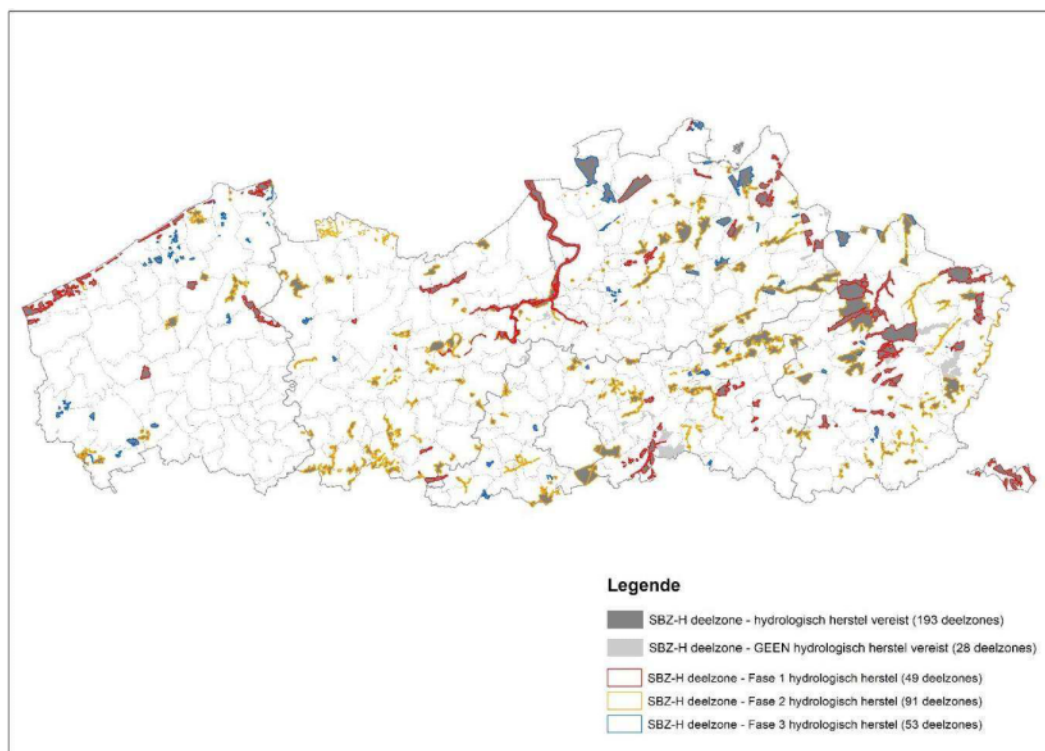 Legende
SBZ-H deelzone - hydrologisch herstel vereist (193 deelzones)
SBZ-H deelzone - GEEN hydrologisch herstel vereist (28 deelzones)
SBZ-H deelzone - Fase 1 hydrologisch herstel (49 deelzones)
SBZ-H deelzone - Fase 2 hydrologisch herstel (91 deelzones)
SBZ-H deelzone - Fase 3 hydrologisch herstel (53 deelzones)